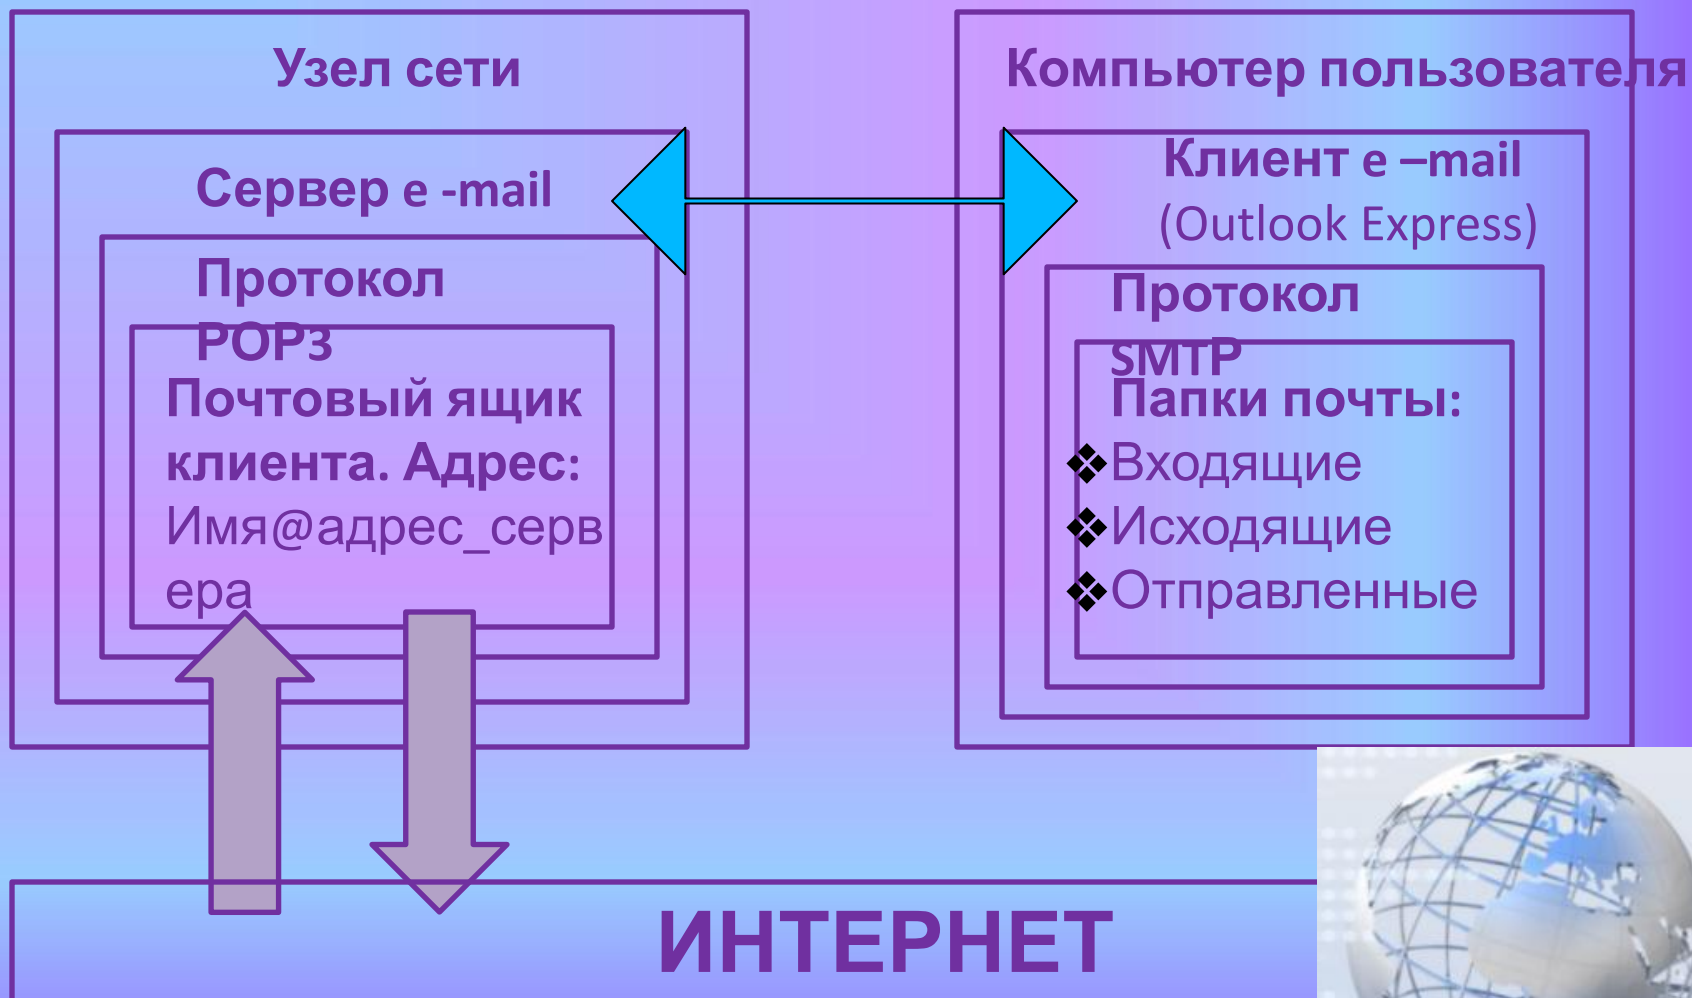 Узел сети
Сервер e -mail
Протокол
POP3
Почтовый ящик
клиента. Адрес:
Имя@адрес_серв
ера
Компьютер пользователя
Клиент e –mail
(Outlook Express)
Протокол
SMTP
Папки почты:
❖Входящие
❖Исходящие
❖Отправленные
ИНТЕРНЕТ